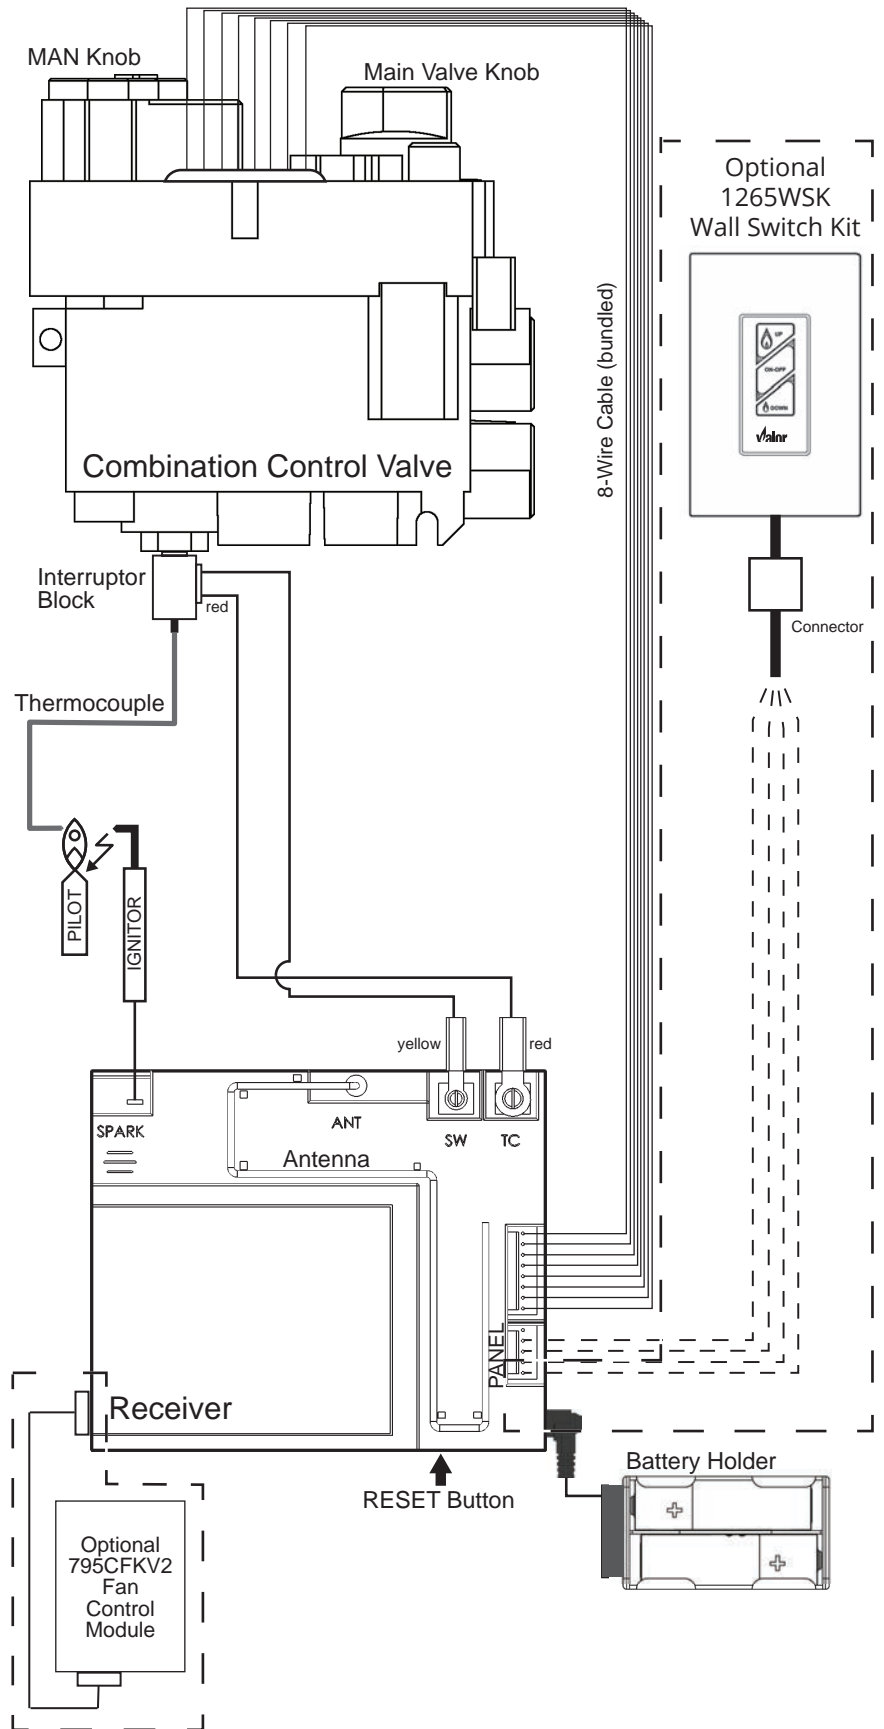 MAN Knob
Main Valve Knob
Optional
1265WSK
Wall Switch Kit
UP
ON-OFF
DOWN
Valor
8-Wire Cable (bundled)
Combination Control Valve
Interruptor
Block
red
Connector
Thermocouple
PILOT
IGNITOR
yellow
red
SPARK
ANT
SW
TC
Antenna
PANEL
Receiver
Battery Holder
+
+
RESET Button
Optional
795CFKV2
Fan
Control
Module